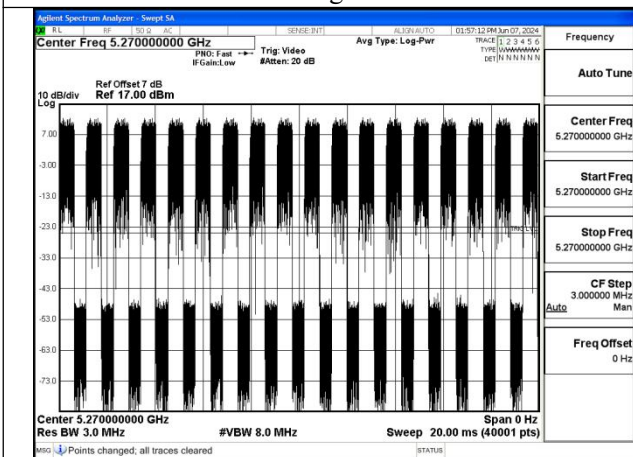 Agilent Spectrum Analyzer - Swept SA
RL RF 50 Ω AC SENSE:INT ALIGN AUTO 01:57:12 PM Jun 07, 2024
Center Freq 5.270000000 GHz
PNO: Fast
IFGain:Low
Trig: Video
#Atten: 20 dB
Avg Type: Log-Pwr
TRACE 1 2 3 4 5 6
TYPE
DET N N N N N N
Ref Offset 7 dB
10 dB/div Ref 17.00 dBm
Log
7.00
-3.00
-13.0
-23.0
TRIG LVL
-33.0
-43.0
-53.0
-63.0
-73.0
Center 5.270000000 GHz Span 0 Hz
Res BW 3.0 MHz #VBW 8.0 MHz Sweep 20.00 ms (40001 pts)
MSG Points changed; all traces cleared STATUS
Frequency
Auto Tune
Center Freq
5.270000000 GHz
Start Freq
5.270000000 GHz
Stop Freq
5.270000000 GHz
CF Step
3.000000 MHz
Auto Man
Freq Offset
0 Hz